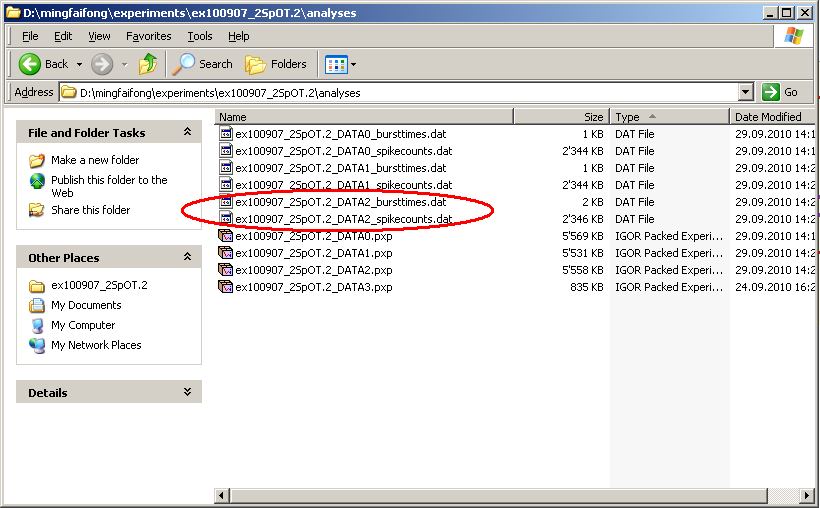 D:\mingfaifong\experiments\ex100907_2SpOT.2\analyses
File Edit View Favorites Tools Help
Back Search Folders
Address D:\mingfaifong\experiments\ex100907_2SpOT.2\analyses Go
File and Folder Tasks
Make a new folder
Publish this folder to the
Web
Share this folder
Other Places
ex100907_2SpOT.2
My Documents
My Computer
My Network Places
Details
Name Size Type Date Modified
ex100907_2SpOT.2_DATA0_bursttimes.dat 1 KB DAT File 29.09.2010 14:1
ex100907_2SpOT.2_DATA0_spikecounts.dat 2'344 KB DAT File 29.09.2010 14:1
ex100907_2SpOT.2_DATA1_bursttimes.dat 1 KB DAT File 29.09.2010 14:2
ex100907_2SpOT.2_DATA1_spikecounts.dat 2'344 KB DAT File 29.09.2010 14:2
ex100907_2SpOT.2_DATA2_bursttimes.dat 2 KB DAT File 29.09.2010 14:2
ex100907_2SpOT.2_DATA2_spikecounts.dat 2'346 KB DAT File 29.09.2010 14:2
ex100907_2SpOT.2_DATA0.pxp 5'569 KB IGOR Packed Experi... 29.09.2010 14:1
ex100907_2SpOT.2_DATA1.pxp 5'531 KB IGOR Packed Experi... 29.09.2010 14:2
ex100907_2SpOT.2_DATA2.pxp 5'558 KB IGOR Packed Experi... 29.09.2010 14:2
ex100907_2SpOT.2_DATA3.pxp 835 KB IGOR Packed Experi... 24.09.2010 16:2